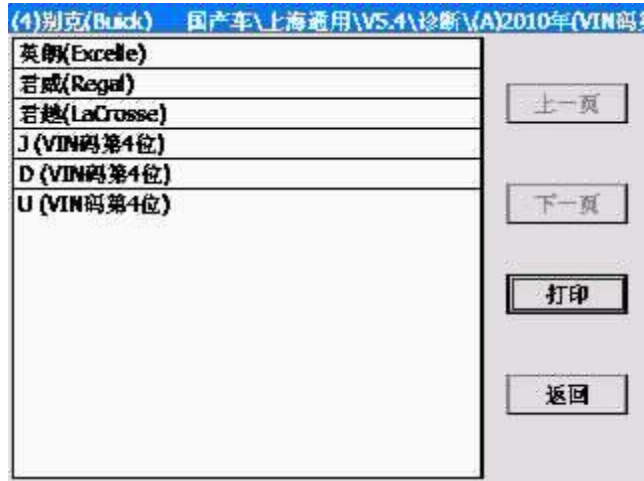 (4)别克(Buick) 国产车\上海通用\V5.4\诊断\(A)2010年(VIN码
英朗(Excelle)
君威(Regal)
君越(LaCrosse)
J (VIN码第4位)
D (VIN码第4位)
U (VIN码第4位)
上一页
下一页
打印
返回